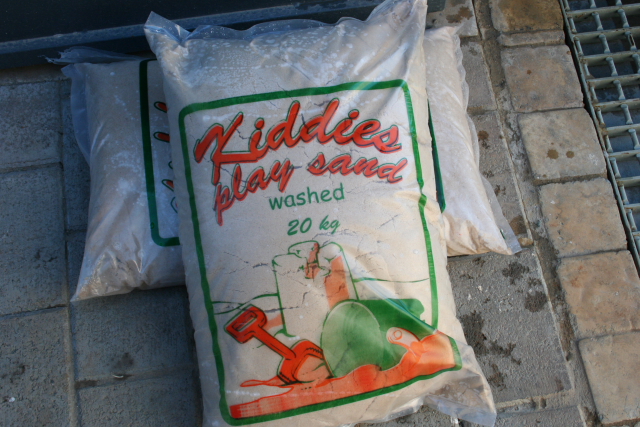 Kiddies
play sand
washed
20 kg